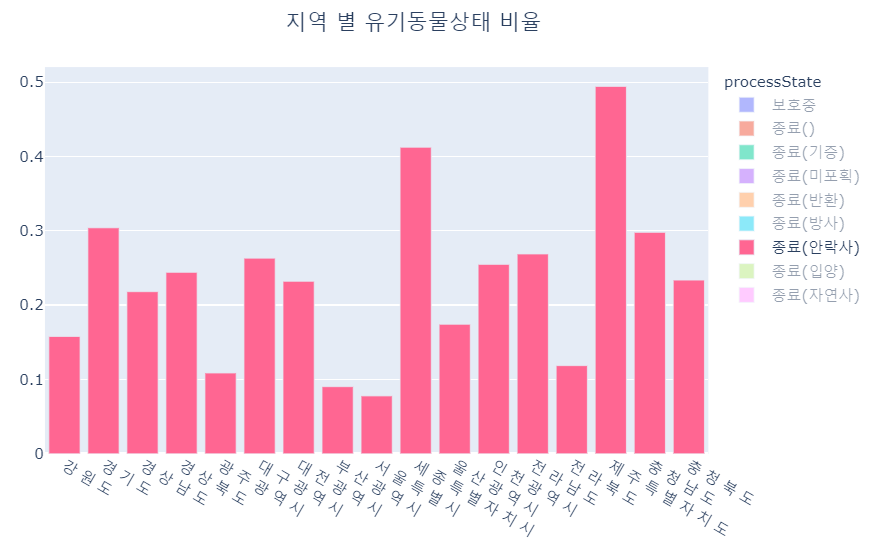 지역 별 유기동물상태 비율
0.5
0.4
0.3
0.2
0.1
0
강원도
경기도
경상남도
경상북도
광주광역시
대구광역시
대전광역시
부산광역시
서울특별시
세종특별자치시
울산광역시
인천광역시
전라남도
전라북도
제주특별자치도
충청남도
충청북도
processState
보호중
종료()
종료(기증)
종료(미포획)
종료(반환)
종료(방사)
종료(안락사)
종료(입양)
종료(자연사)